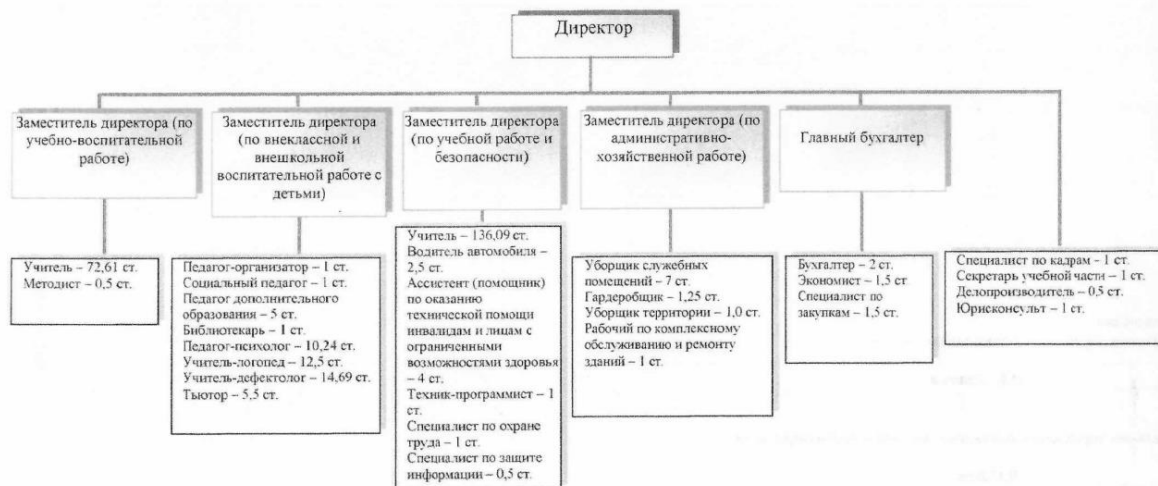 Директор
Заместитель директора (по
учебно-воспитательной
работе)
Заместитель директора
(по внеклассной и
внешкольной
воспитательной работе с
детьми)
Заместитель директора
(по учебной работе и
безопасности)
Заместитель директора (по
административно-
хозяйственной работе)
Главный бухгалтер
Учитель – 72,61 ст.
Методист – 0,5 ст.
Педагог-организатор – 1 ст.
Социальный педагог – 1 ст.
Педагог дополнительного
образования – 5 ст.
Библиотекарь – 1 ст.
Педагог-психолог – 10,24 ст.
Учитель-логопед – 12,5 ст.
Учитель-дефектолог – 14,69 ст.
Тьютор – 5,5 ст.
Учитель – 136,09 ст.
Водитель автомобиля –
2,5 ст.
Ассистент (помощник)
по оказанию
технической помощи
инвалидам и лицам с
ограниченными
возможностями здоровья
– 4 ст.
Техник-программист – 1
ст.
Специалист по охране
труда – 1 ст.
Специалист по защите
информации – 0,5 ст.
Уборщик служебных
помещений – 7 ст.
Гардеробщик – 1,25 ст.
Уборщик территории – 1,0 ст.
Рабочий по комплексному
обслуживанию и ремонту
зданий – 1 ст.
Бухгалтер – 2 ст.
Экономист – 1,5 ст
Специалист по
закупкам – 1,5 ст.
Специалист по кадрам – 1 ст.
Секретарь учебной части – 1 ст.
Делопроизводитель – 0,5 ст.
Юрисконсульт – 1 ст.